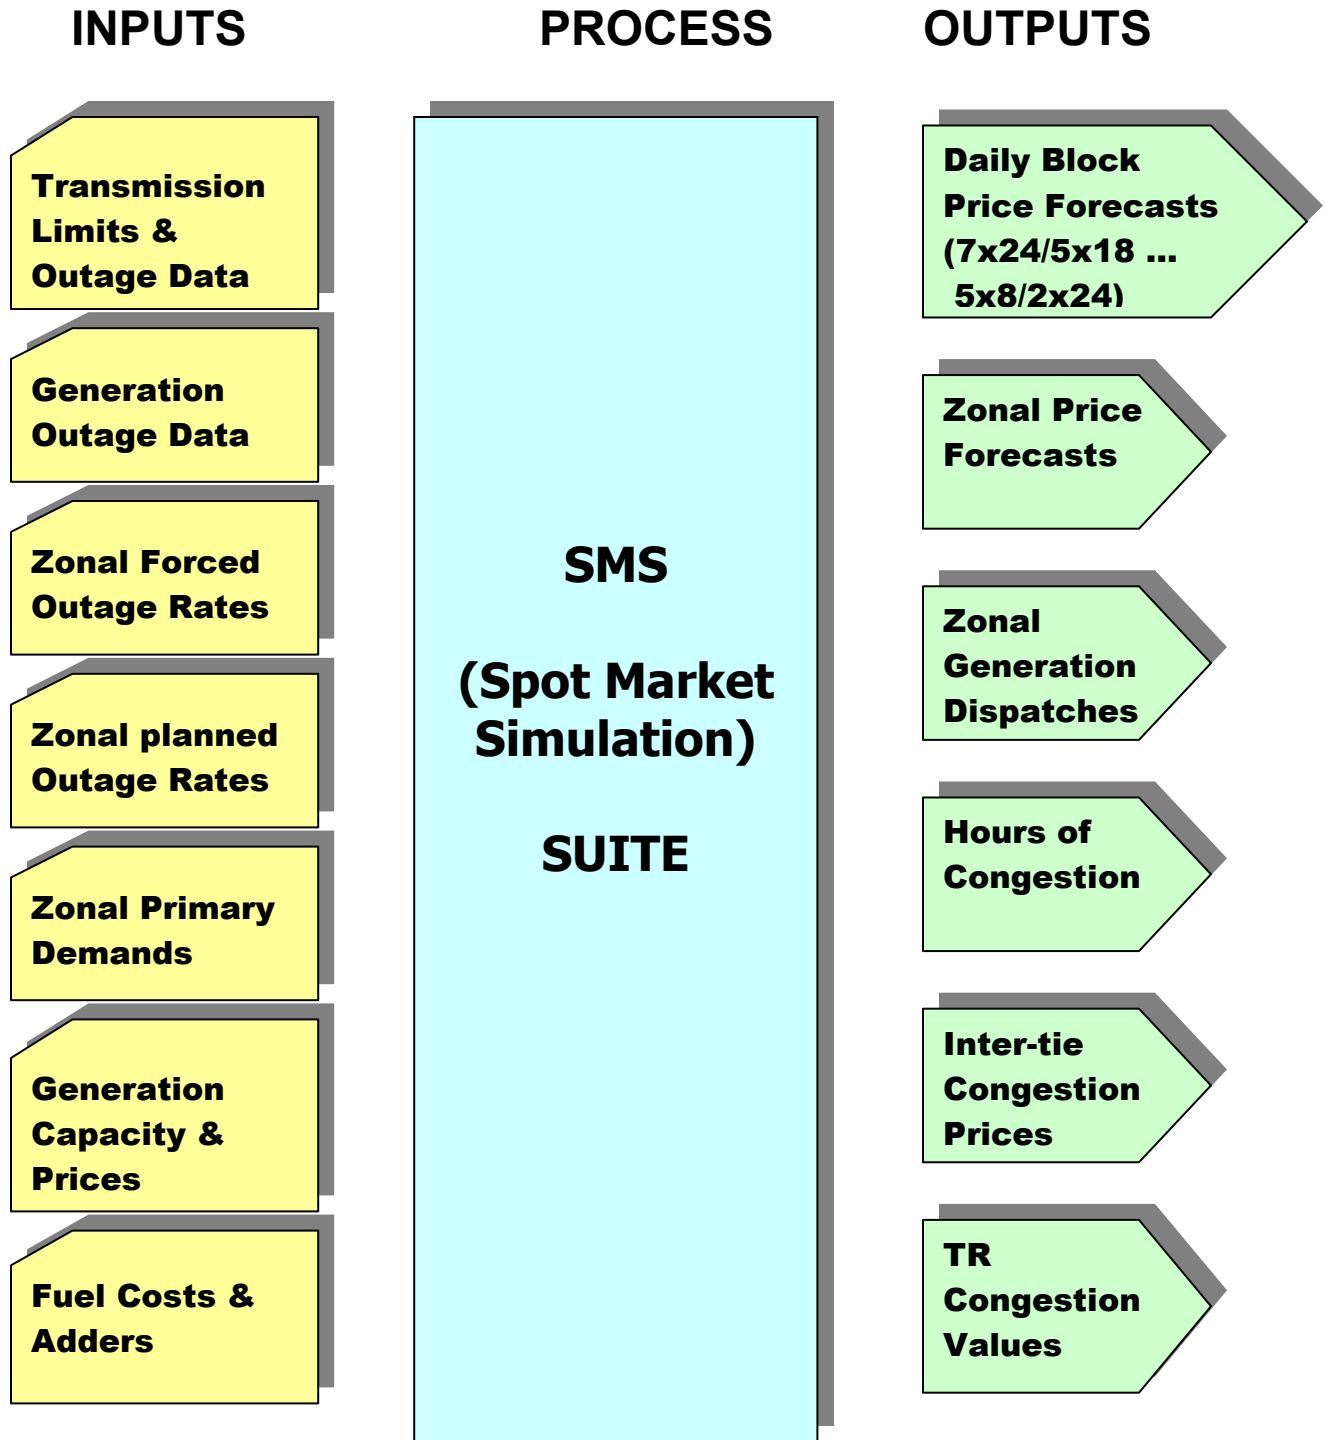 INPUTS
PROCESS
OUTPUTS
Transmission
Limits &
Outage Data
Generation
Outage Data
Zonal Forced
Outage Rates
Zonal planned
Outage Rates
Zonal Primary
Demands
Generation
Capacity &
Prices
Fuel Costs &
Adders
SMS
(Spot Market
Simulation)
SUITE
Daily Block
Price Forecasts
(7x24/5x18 ...
5x8/2x24)
Zonal Price
Forecasts
Zonal
Generation
Dispatches
Hours of
Congestion
Inter-tie
Congestion
Prices
TR
Congestion
Values